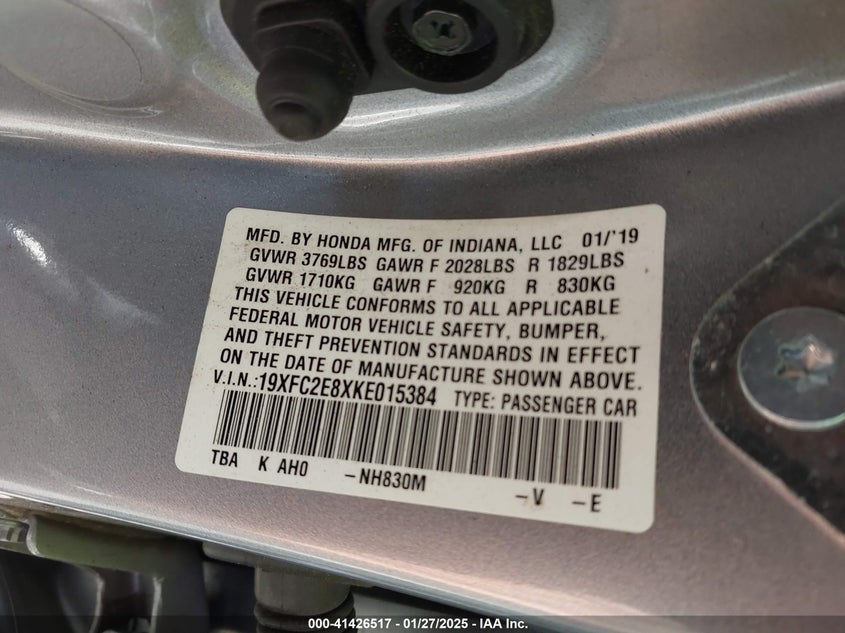 MFD. BY HONDA MFG. OF INDIANA, LLC 01/'19
GVWR 3769LBS GAWR F 2028LBS R 1829LBS
GVWR 1710KG GAWR F 920KG R 830KG
THIS VEHICLE CONFORMS TO ALL APPLICABLE
FEDERAL MOTOR VEHICLE SAFETY, BUMPER,
AND THEFT PREVENTION STANDARDS IN EFFECT
ON THE DATE OF MANUFACTURE SHOWN ABOVE.
V.I.N.:19XFC2E8XKE015384 TYPE: PASSENGER CAR
TBA K AH0 -NH830M -V -E
000-41426517 — 01/27/2025 — IAA Inc.